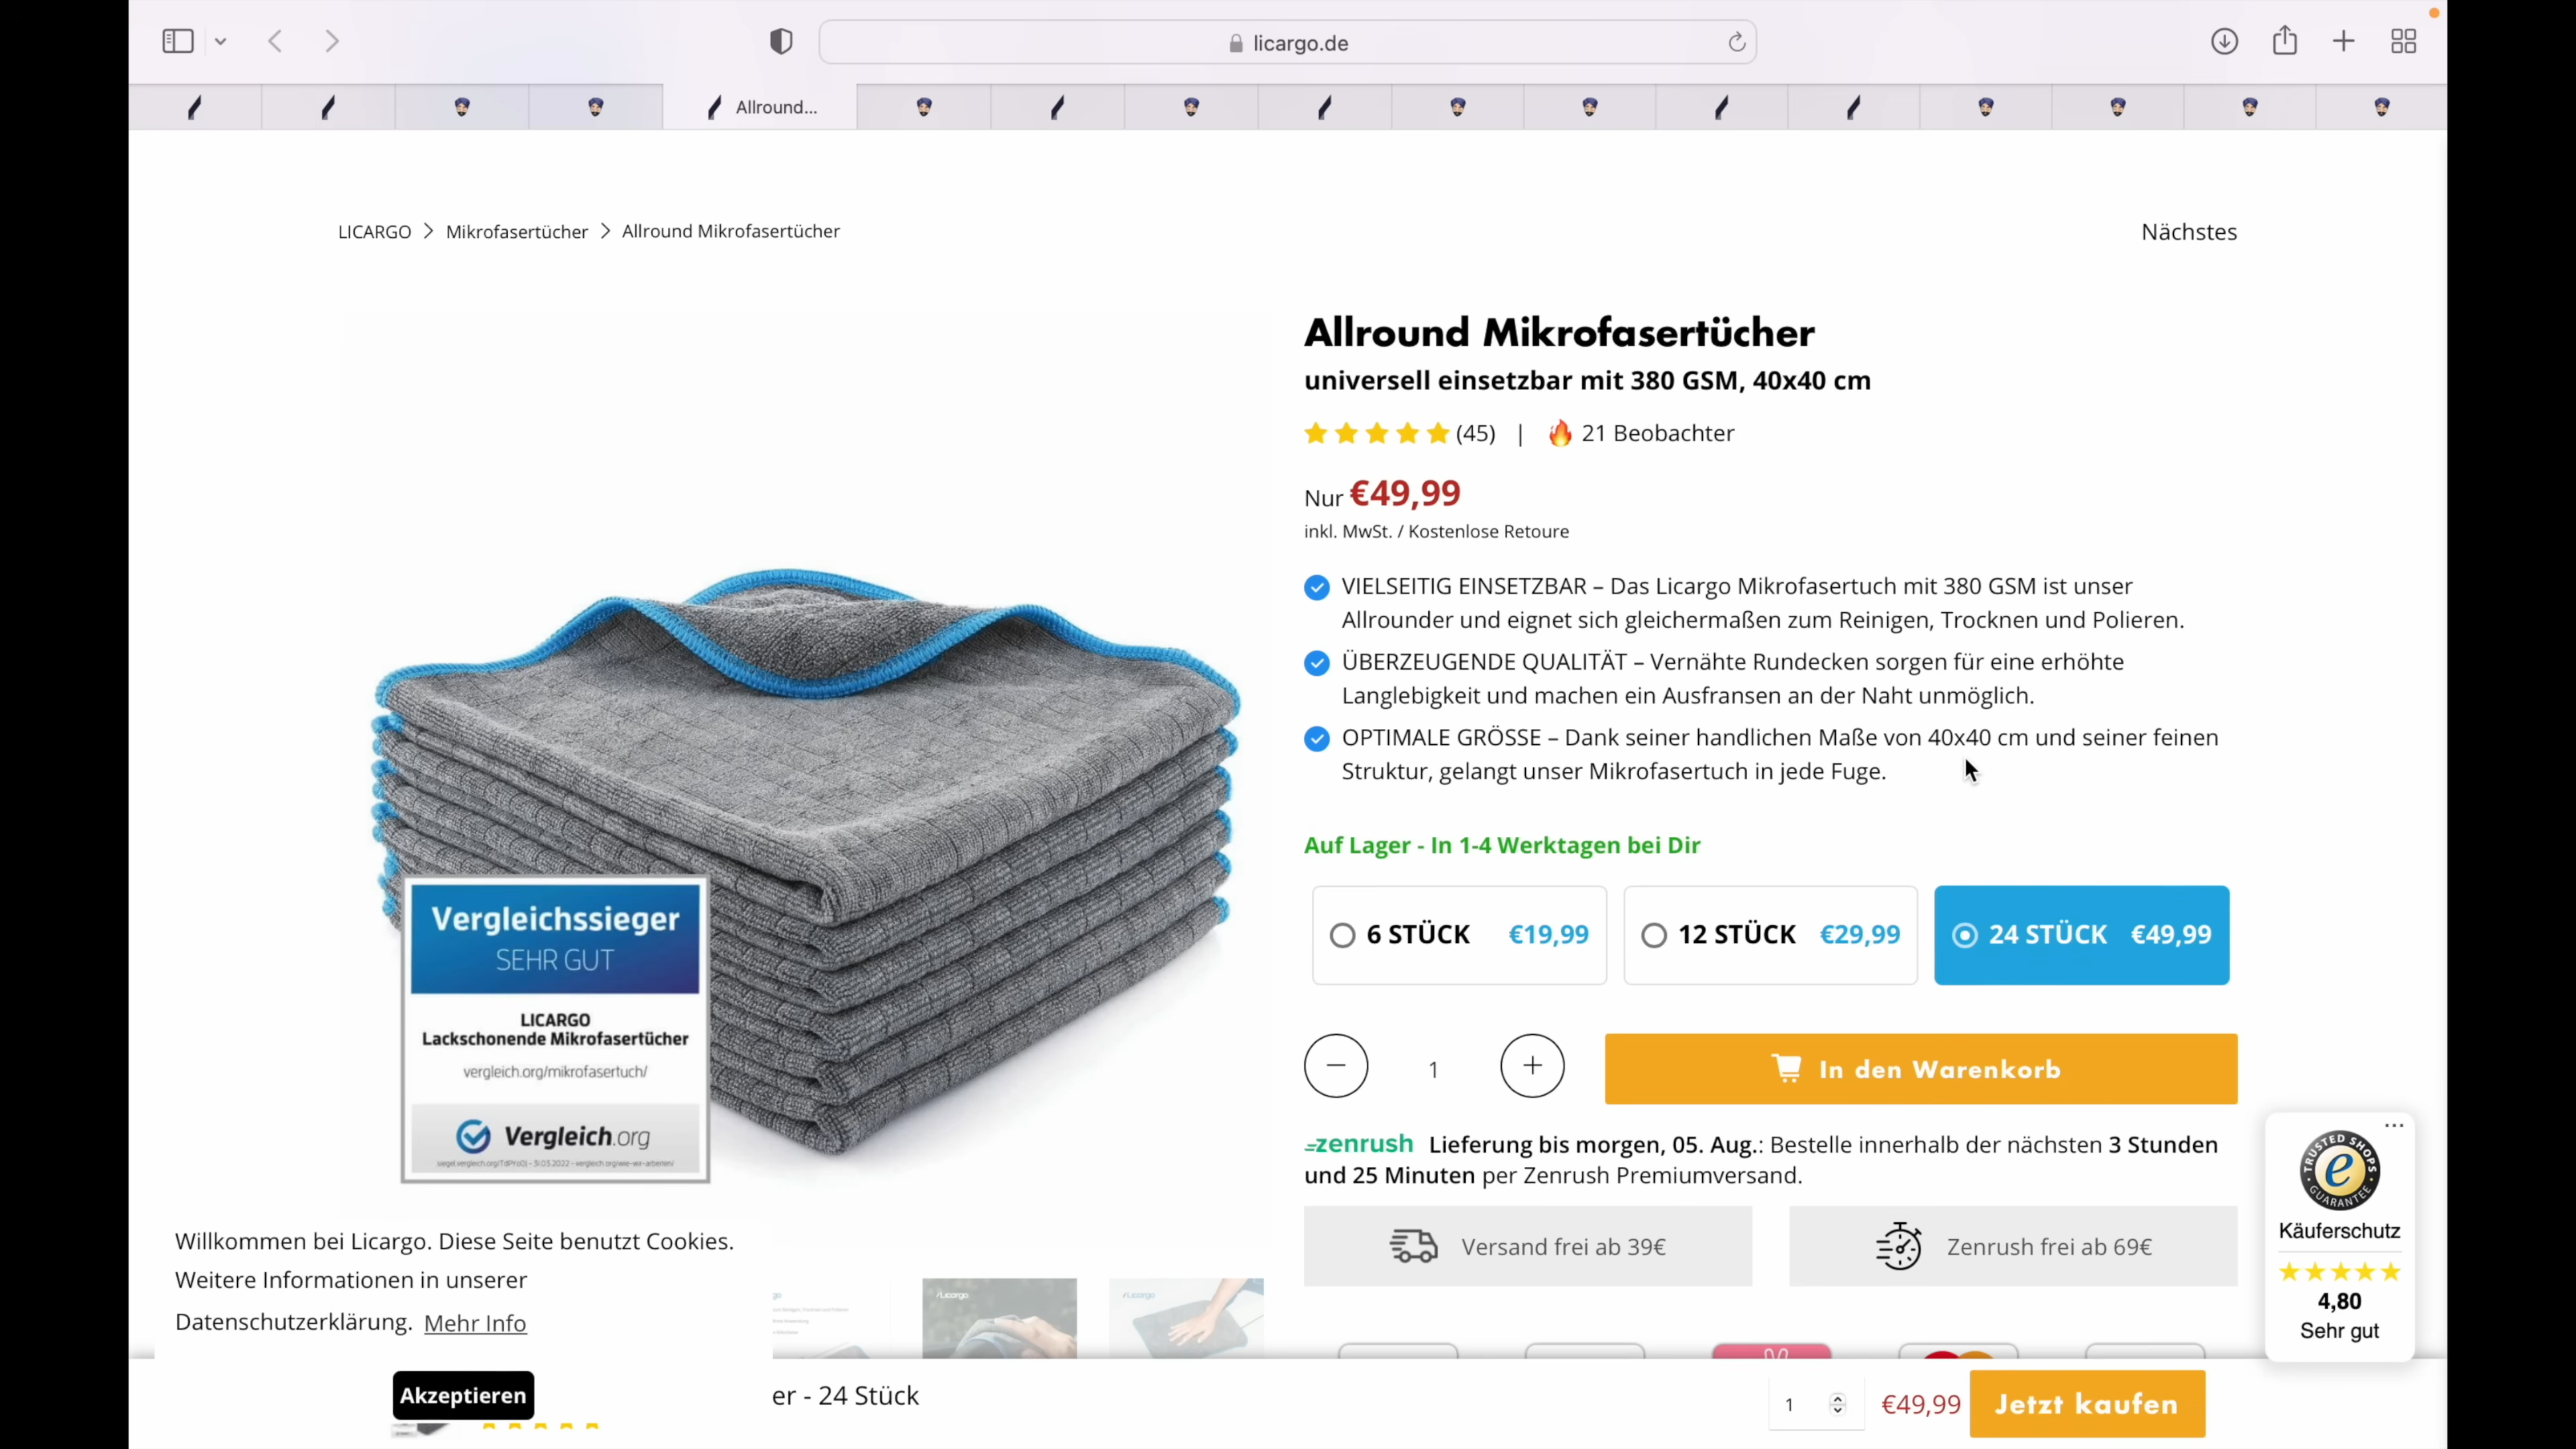 licargo.de
Allround...
LICARGO > Mikrofasertücher > Allround Mikrofasertücher
Nächstes
Allround Mikrofasertücher
universell einsetzbar mit 380 GSM, 40x40 cm
(45) | 🔥 21 Beobachter
Nur €49,99
inkl. MwSt. / Kostenlose Retoure
VIELSEITIG EINSETZBAR – Das Licargo Mikrofasertuch mit 380 GSM ist unser
Allrounder und eignet sich gleichermaßen zum Reinigen, Trocknen und Polieren.
ÜBERZEUGENDE QUALITÄT – Vernähte Rundecken sorgen für eine erhöhte
Langlebigkeit und machen ein Ausfransen an der Naht unmöglich.
OPTIMALE GRÖSSE – Dank seiner handlichen Maße von 40x40 cm und seiner feinen
Struktur, gelangt unser Mikrofasertuch in jede Fuge.
Auf Lager - In 1-4 Werktagen bei Dir
6 STÜCK €19,99
12 STÜCK €29,99
24 STÜCK €49,99
1
In den Warenkorb
zenrush Lieferung bis morgen, 05. Aug.: Bestelle innerhalb der nächsten 3 Stunden
und 25 Minuten per Zenrush Premiumversand.
Versand frei ab 39€
Zenrush frei ab 69€
Vergleichssieger
SEHR GUT
LICARGO
Lackschonende Mikrofasertücher
vergleich.org/mikrofasertuch/
Vergleich.org
Willkommen bei Licargo. Diese Seite benutzt Cookies.
Weitere Informationen in unserer
Datenschutzerklärung. Mehr Info
Akzeptieren
Licargo
Licargo
er - 24 Stück
1
€49,99
Jetzt kaufen
TRUSTED SHOPS
e
GUARANTEE
Käuferschutz
4,80
Sehr gut